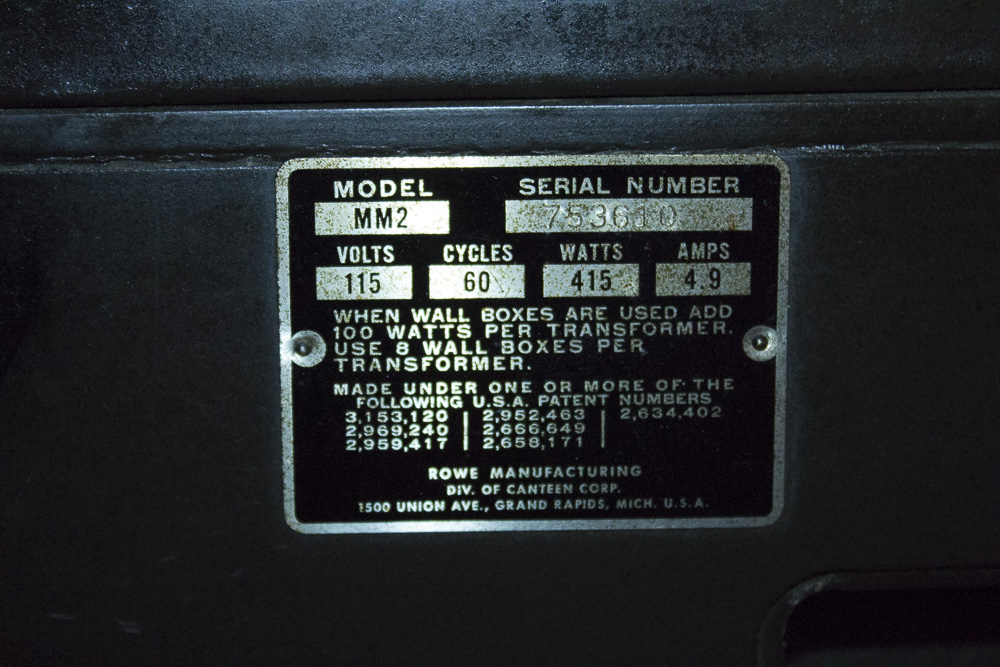 MODEL SERIAL NUMBER
MM2 753610
VOLTS CYCLES WATTS AMPS
115 60 415 4.9
WHEN WALL BOXES ARE USED ADD
100 WATTS PER TRANSFORMER.
USE 8 WALL BOXES PER
TRANSFORMER.
MADE UNDER ONE OR MORE OF THE
FOLLOWING U.S.A. PATENT NUMBERS
3,153,120 2,952,463 2,634,402
2,969,240 2,666,649
2,959,417 2,658,171
ROWE MANUFACTURING
DIV. OF CANTEEN CORP.
1500 UNION AVE., GRAND RAPIDS, MICH. U.S.A.